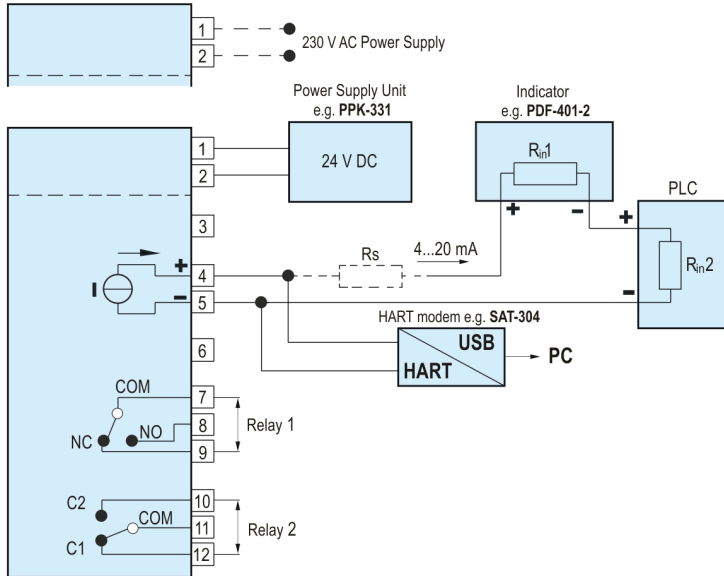 1
2
230 V AC Power Supply
Power Supply Unit
e.g. PPK-331
24 V DC
Indicator
e.g. PDF-401-2
Rin1
+
-
PLC
+
Rin2
-
1
2
3
I
+
4
-
5
Rs
4...20 mA
HART modem e.g. SAT-304
USB
HART
PC
6
COM
7
NC
NO
8
9
Relay 1
C2
10
COM
11
C1
12
Relay 2